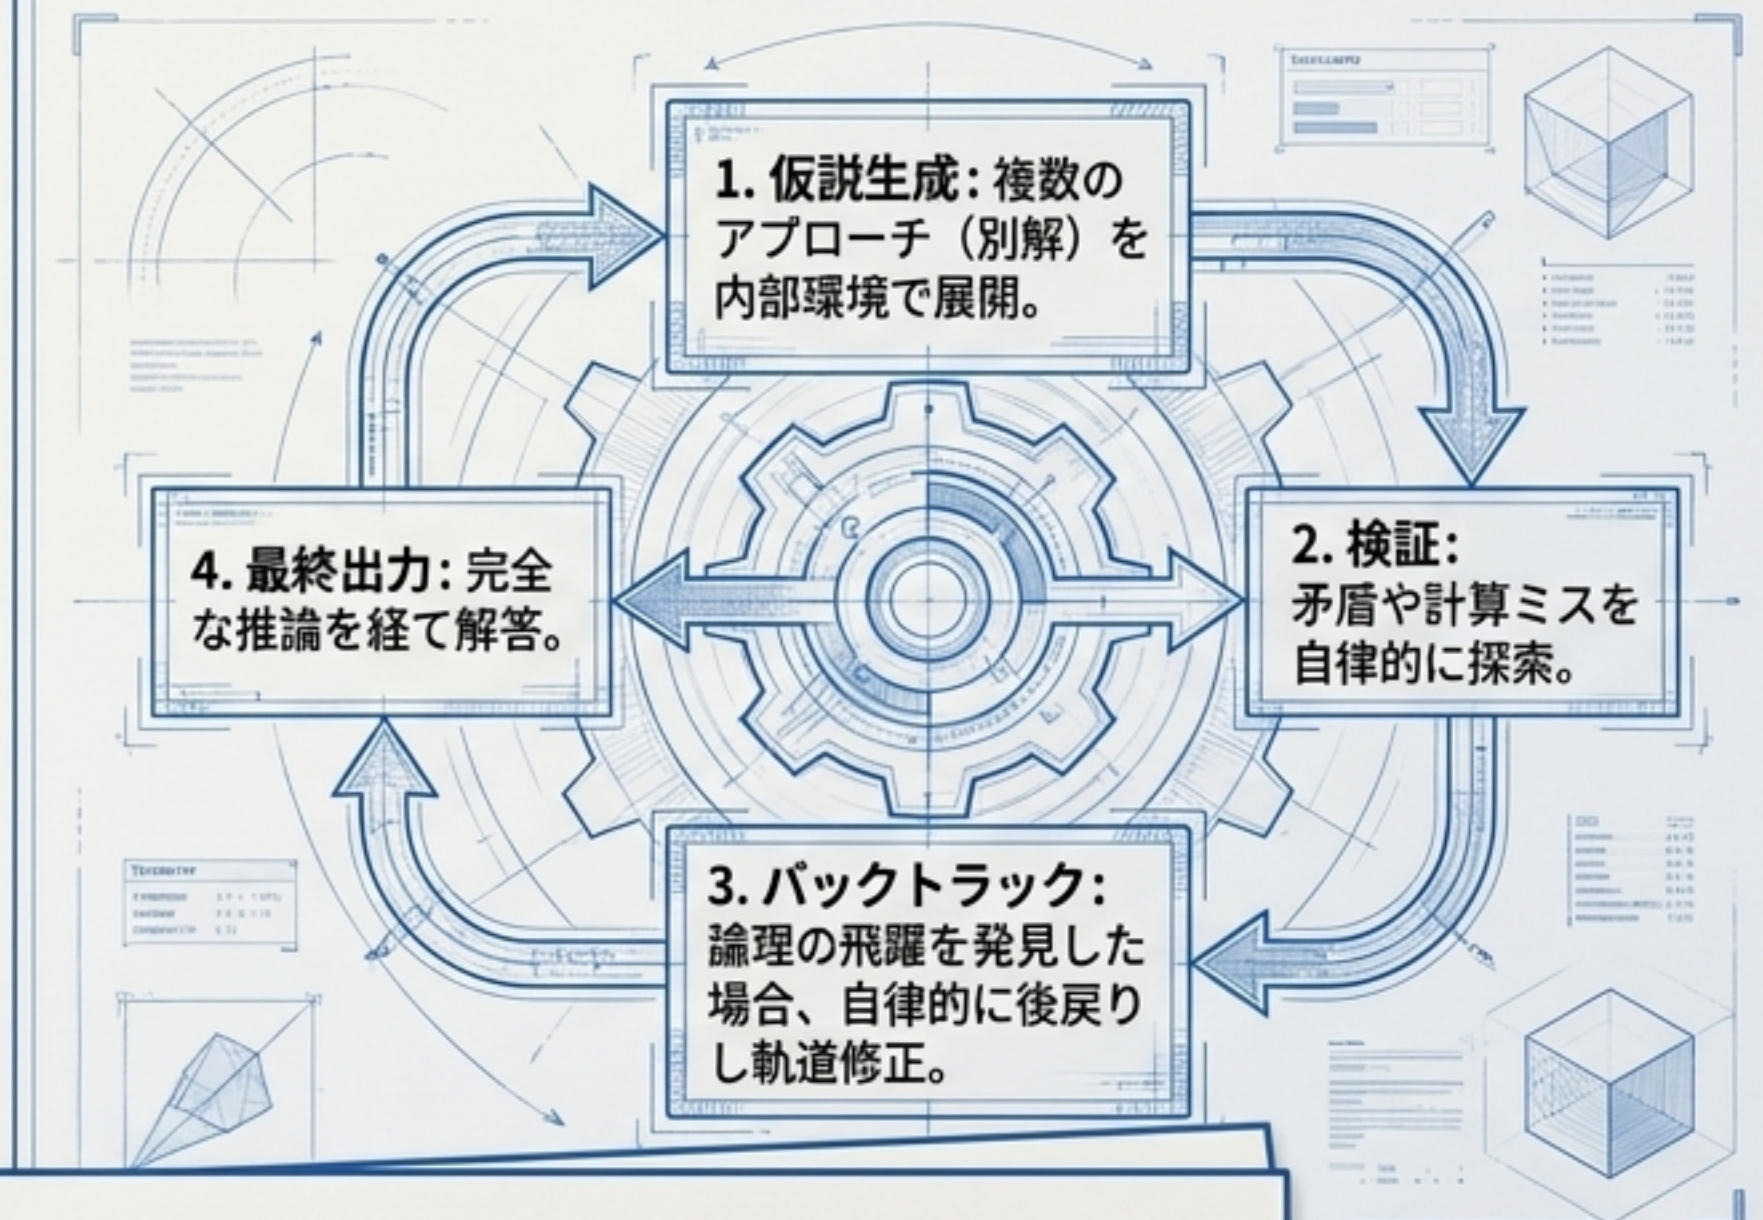 1. 仮説生成: 複数の
アプローチ（別解）を
内部環境で展開。
2. 検証:
矛盾や計算ミスを
自律的に探索。
3. バックトラック:
論理の飛躍を発見した
場合、自律的に後戻り
し軌道修正。
4. 最終出力: 完全
な推論を経て解答。